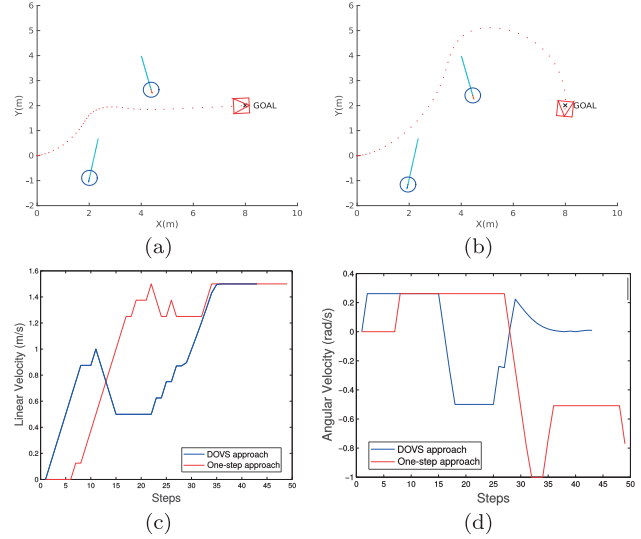 6
5
4
3
2
1
0
-1
-2
0 2 4 6 8 10
Y(m)
X(m)
GOAL
(a)
6
5
4
3
2
1
0
-1
-2
0 2 4 6 8 10
Y(m)
X(m)
GOAL
(b)
1.6
1.4
1.2
1
0.8
0.6
0.4
0.2
0
0 5 10 15 20 25 30 35 40 45 50
Linear Velocity (m/s)
Steps
DOVS approach
One-step approach
(c)
0.4
0.2
0
-0.2
-0.4
-0.6
-0.8
-1
0 5 10 15 20 25 30 35 40 45 50
Angular Velocity (rad/s)
Steps
DOVS approach
One-step approach
(d)